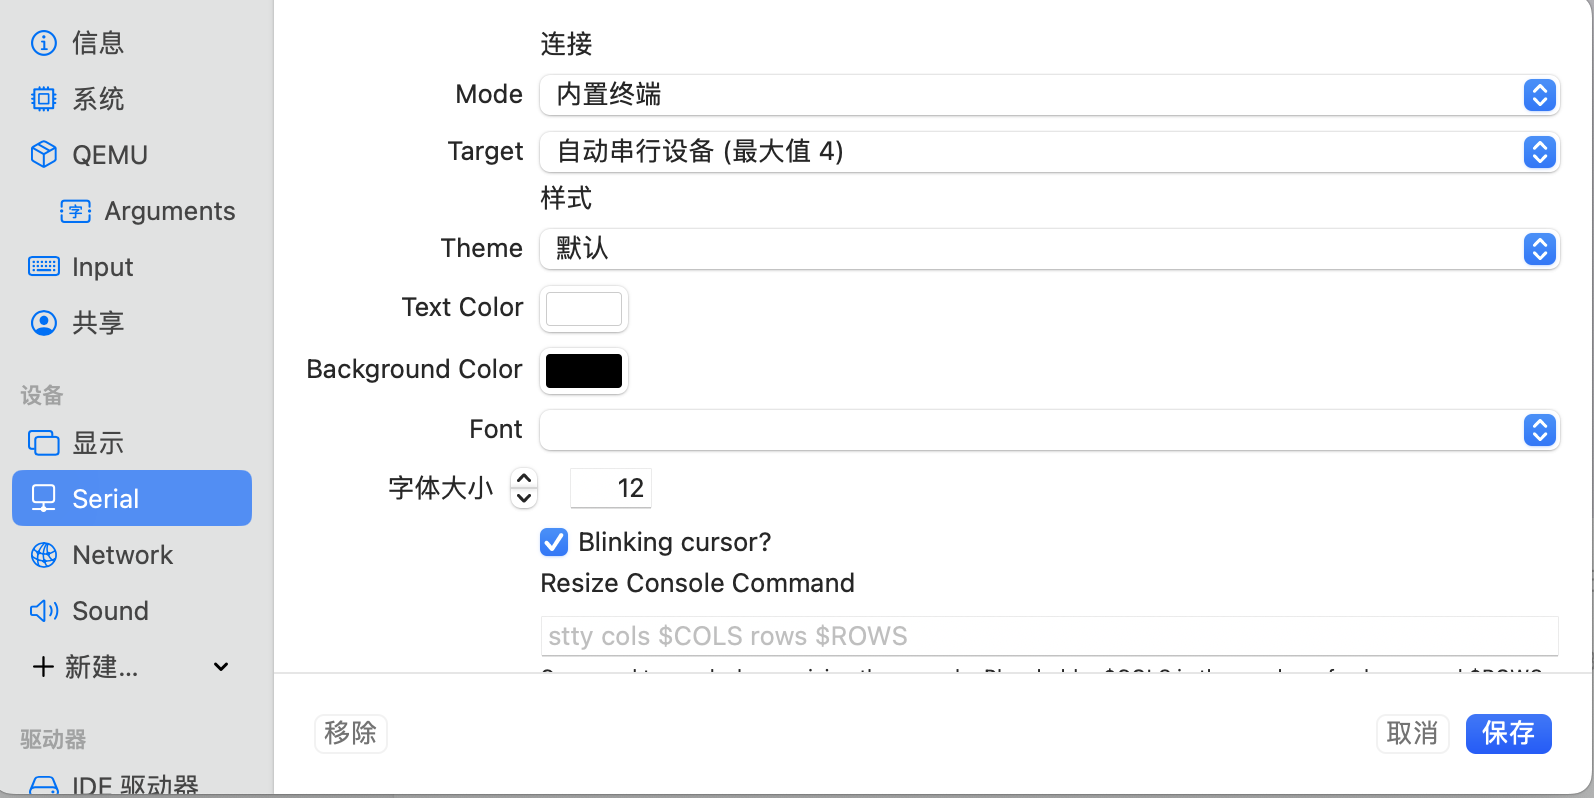 信息
系统
QEMU
Arguments
Input
共享
设备
显示
Serial
Network
Sound
新建...
驱动器
IDE 驱动器
连接
Mode 内置终端
Target 自动串行设备 (最大值 4)
样式
Theme 默认
Text Color
Background Color
Font
字体大小 12
Blinking cursor?
Resize Console Command
stty cols $COLS rows $ROWS
移除
取消 保存